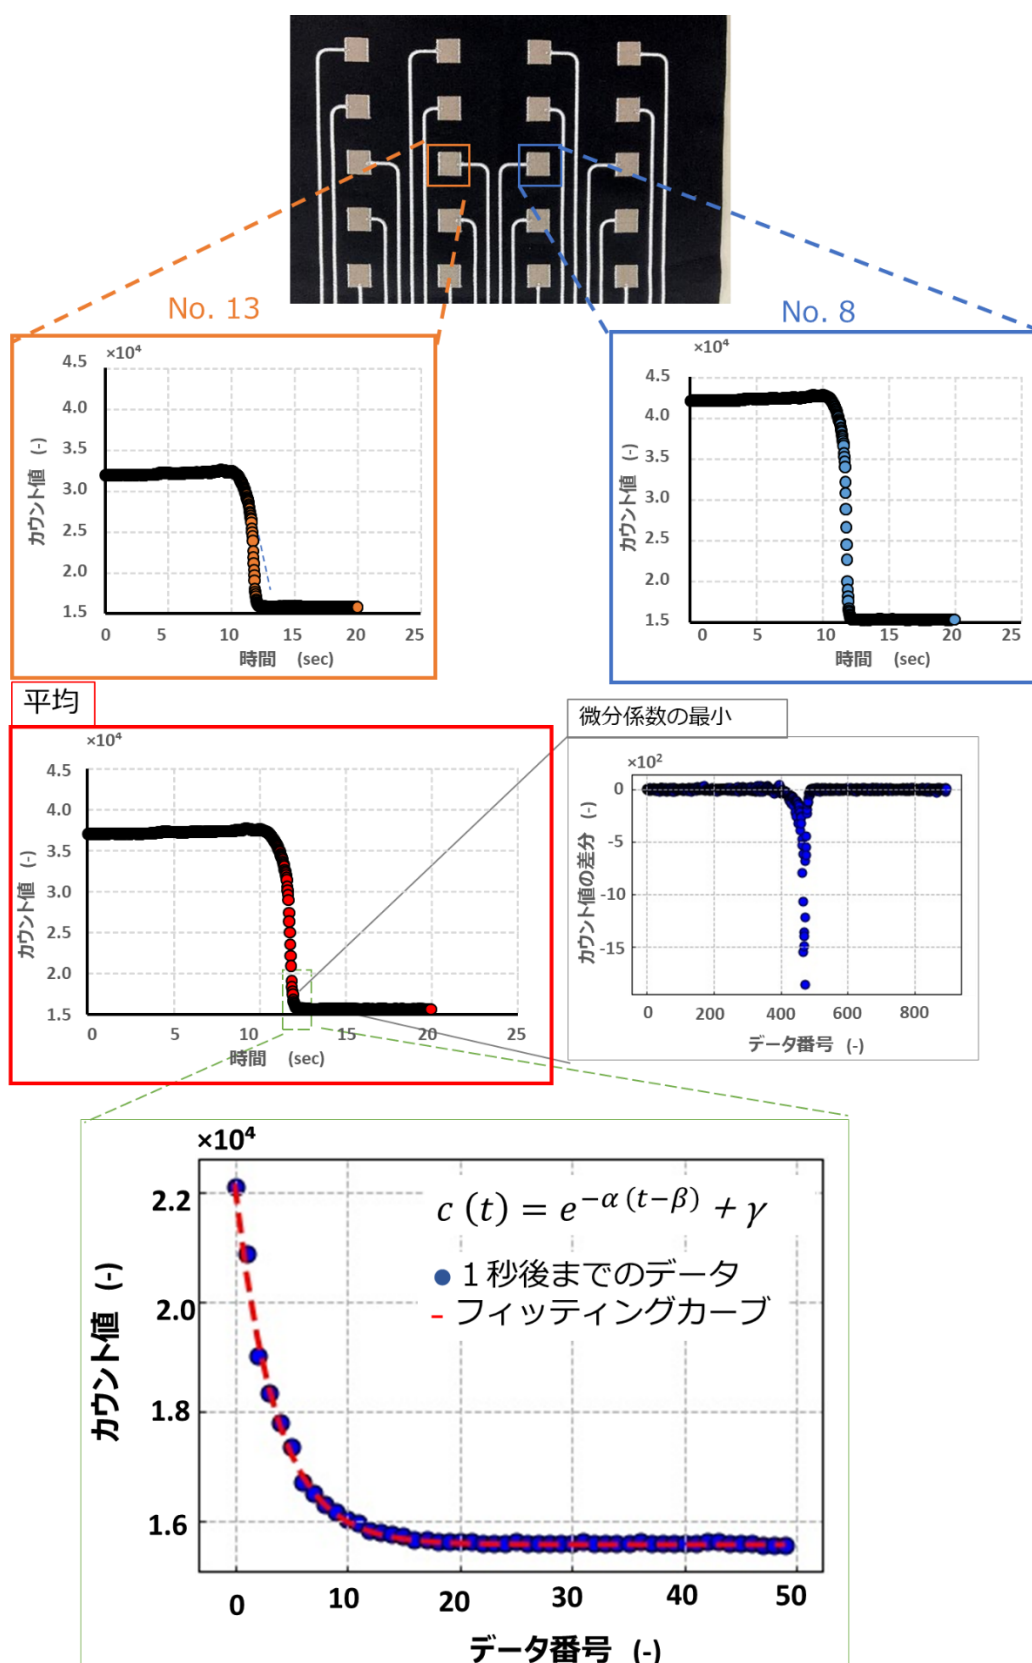 No. 13
No. 8
×10⁴
4.5
4.0
3.5
3.0
2.5
2.0
1.5
カウント値 (-)
0 5 10 15 20 25
時間 (sec)
×10⁴
4.5
4.0
3.5
3.0
2.5
2.0
1.5
カウント値 (-)
0 5 10 15 20 25
時間 (sec)
平均
×10⁴
4.5
4.0
3.5
3.0
2.5
2.0
1.5
カウント値 (-)
0 5 10 15 20 25
時間 (sec)
微分係数の最小
×10²
0
-5
-10
-15
カウント値の差分 (-)
0 200 400 600 800
データ番号 (-)
×10⁴
2.2
2.0
1.8
1.6
カウント値 (-)
c (t) = e^{-α (t-β)} + γ
１秒後までのデータ
フィッティングカーブ
0 10 20 30 40 50
データ番号 (-)